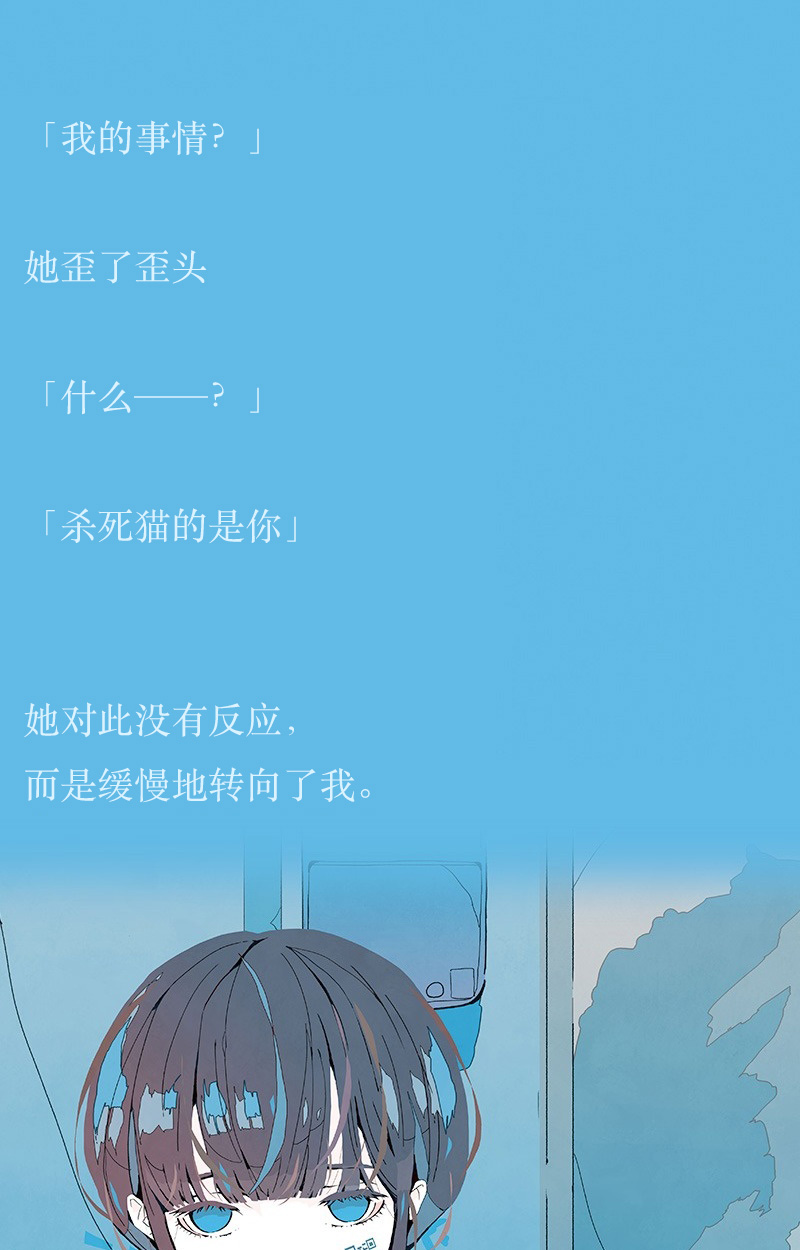 「我的事情？」
她歪了歪头
「什么——？」
「杀死猫的是你」
她对此没有反应，
而是缓慢地转向了我。